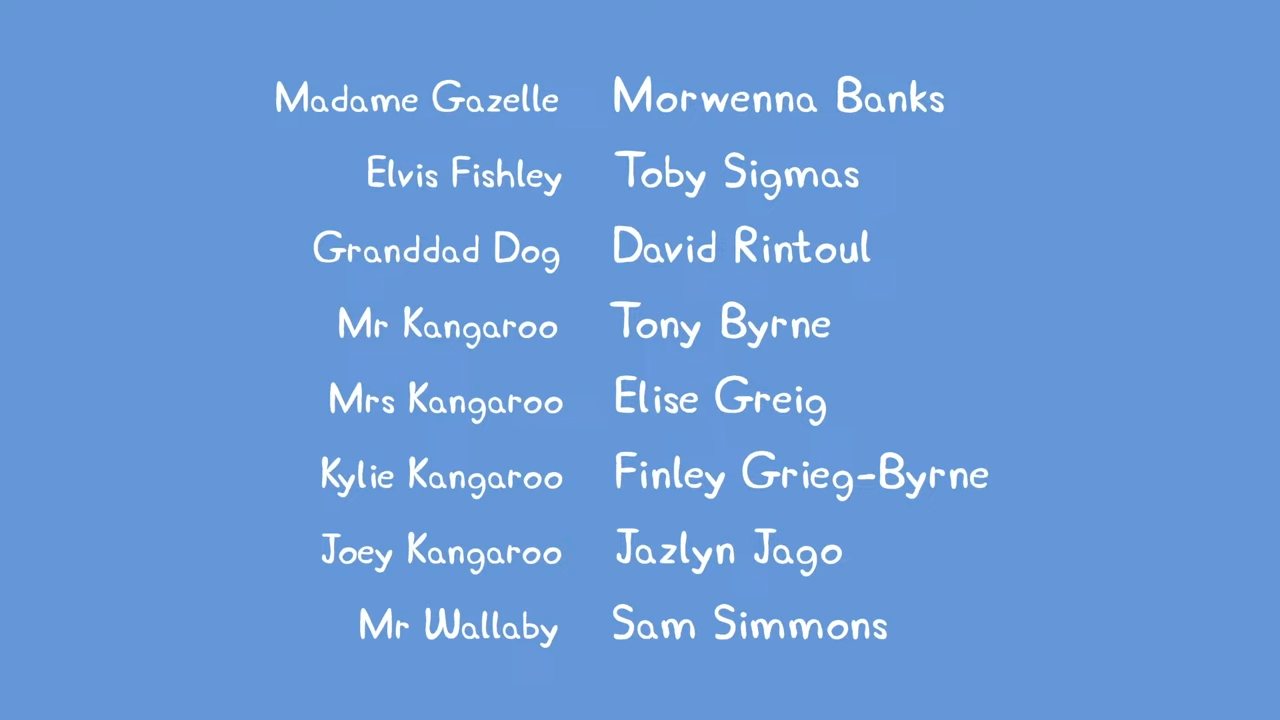 Madame Gazelle Morwenna Banks
Elvis Fishley Toby Sigmas
Granddad Dog David Rintoul
Mr Kangaroo Tony Byrne
Mrs Kangaroo Elise Greig
Kylie Kangaroo Finley Grieg-Byrne
Joey Kangaroo Jazlyn Jago
Mr Wallaby Sam Simmons